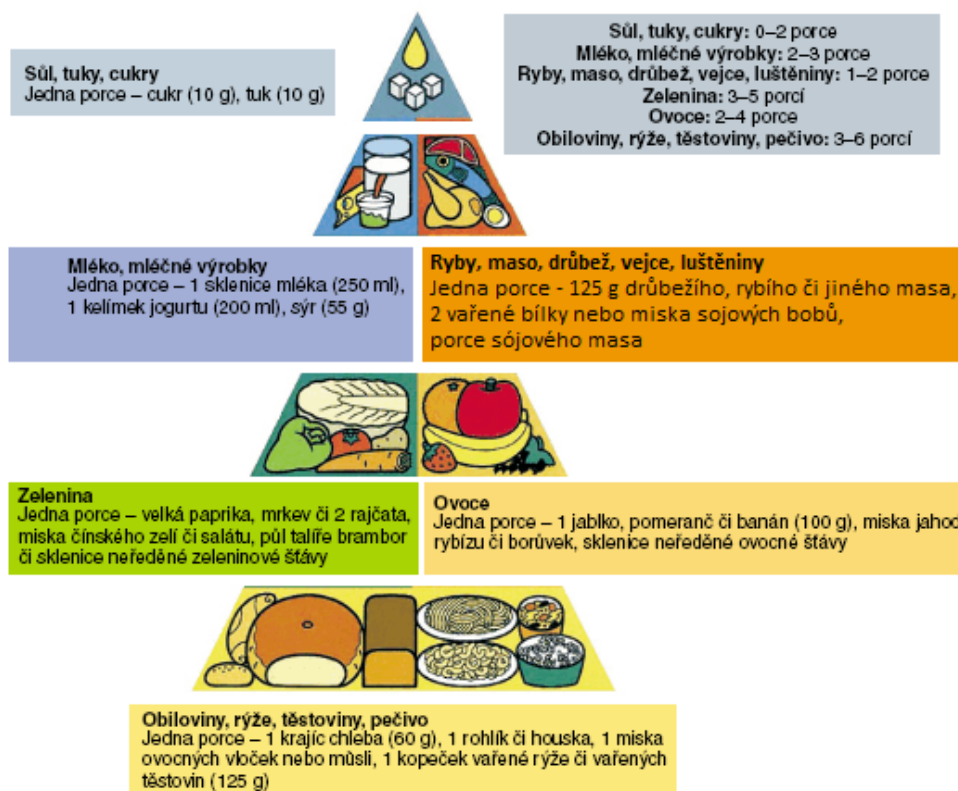 Sůl, tuky, cukry
Jedna porce – cukr (10 g), tuk (10 g)
Sůl, tuky, cukry: 0–2 porce
Mléko, mléčné výrobky: 2–3 porce
Ryby, maso, drůbež, vejce, luštěniny: 1–2 porce
Zelenina: 3–5 porcí
Ovoce: 2–4 porce
Obiloviny, rýže, těstoviny, pečivo: 3–6 porcí
Mléko, mléčné výrobky
Jedna porce – 1 sklenice mléka (250 ml),
1 kelímek jogurtu (200 ml), sýr (55 g)
Ryby, maso, drůbež, vejce, luštěniny
Jedna porce - 125 g drůbežího, rybího či jiného masa,
2 vařené bílky nebo miska sojových bobů,
porce sójového masa
Zelenina
Jedna porce – velká paprika, mrkev či 2 rajčata,
miska čínského zelí či salátu, půl talíře brambor
či sklenice neředěné zeleninové šťávy
Ovoce
Jedna porce – 1 jablko, pomeranč či banán (100 g), miska jahod
rybízu či borůvek, sklenice neředěné ovocné šťávy
Obiloviny, rýže, těstoviny, pečivo
Jedna porce – 1 krajíc chleba (60 g), 1 rohlík či houska, 1 miska
ovocných vloček nebo műsli, 1 kopeček vařené rýže či vařených
těstovin (125 g)